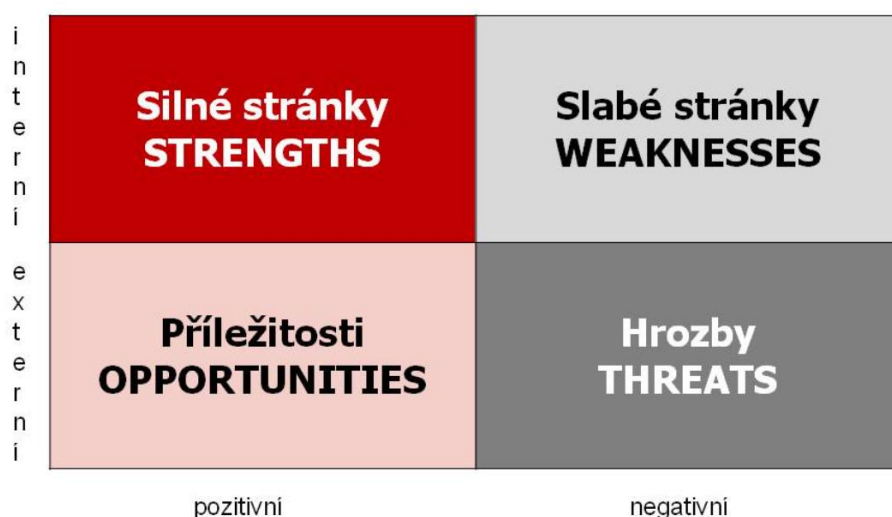 interní
Silné stránky
STRENGTHS
Slabé stránky
WEAKNESSES
externí
Příležitosti
OPPORTUNITIES
Hrozby
THREATS
pozitivní
negativní